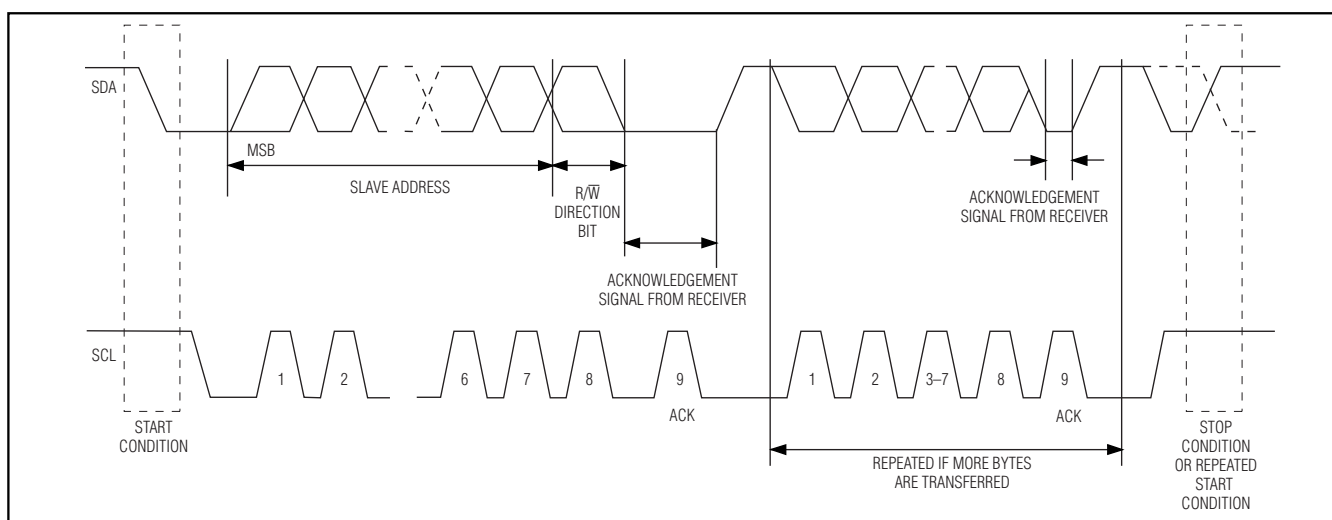 SDA
MSB
SLAVE ADDRESS
R/W̅
DIRECTION
BIT
ACKNOWLEDGEMENT
SIGNAL FROM RECEIVER
ACKNOWLEDGEMENT
SIGNAL FROM RECEIVER
SCL
1 2 6 7 8 9 1 2 3–7 8 9
ACK ACK
START
CONDITION
REPEATED IF MORE BYTES
ARE TRANSFERRED
STOP
CONDITION
OR REPEATED
START
CONDITION